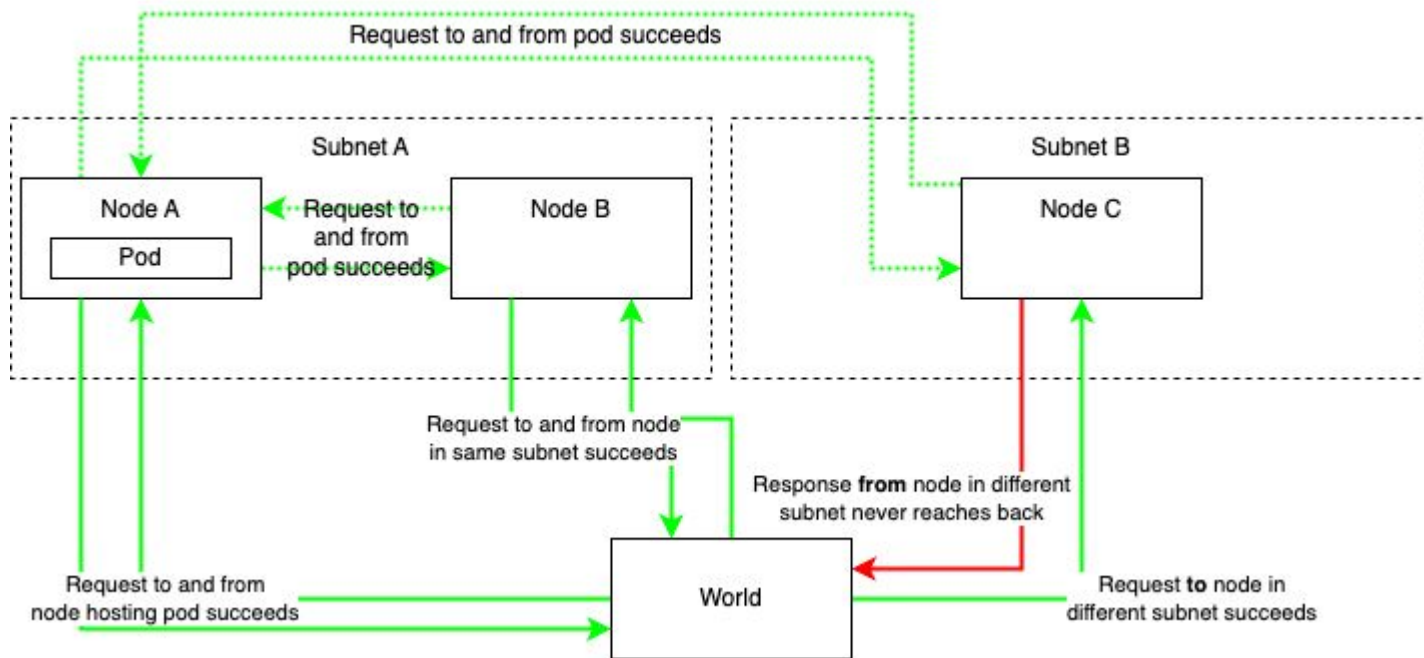 Request to and from pod succeeds
Subnet A
Subnet B
Node A
Pod
Request to
and from
pod succeeds
Node B
Node C
Request to and from node
in same subnet succeeds
Response from node in different
subnet never reaches back
Request to and from
node hosting pod succeeds
World
Request to node in
different subnet succeeds